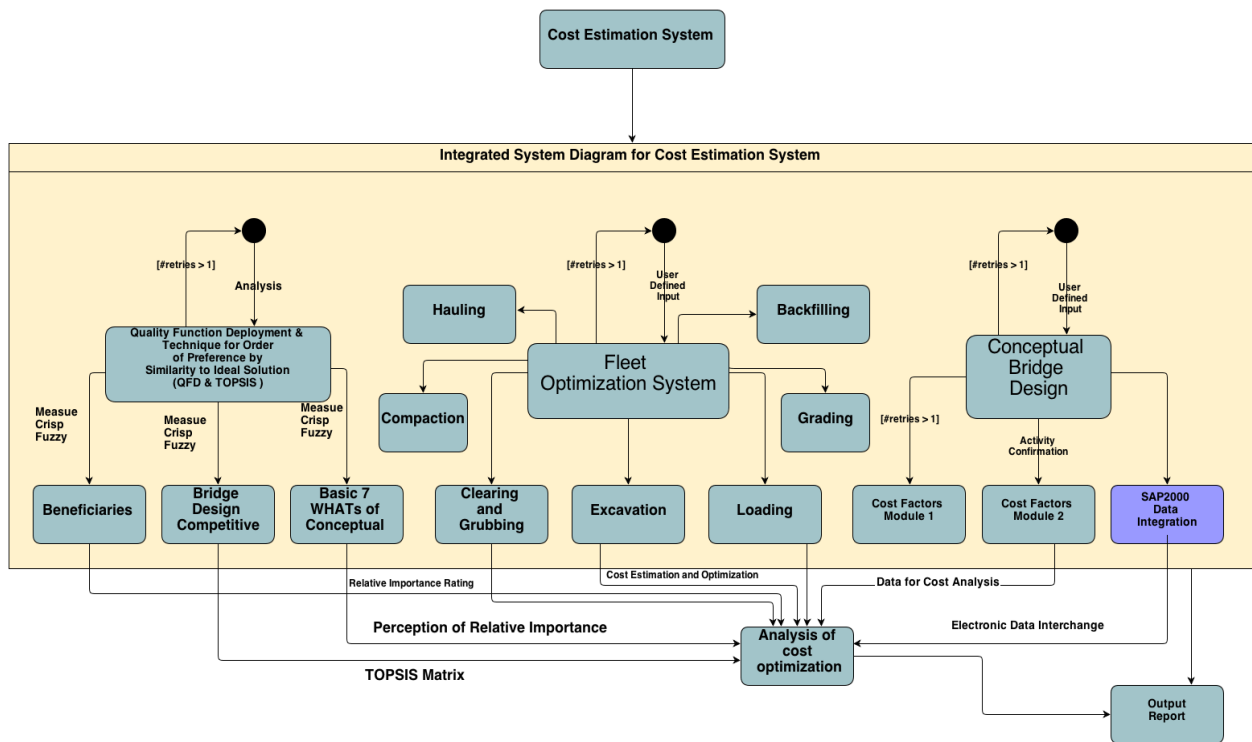 Cost Estimation System
Integrated System Diagram for Cost Estimation System
[#retries > 1]
Analysis
[#retries > 1]
User
Defined
Input
[#retries > 1]
User
Defined
Input
Hauling
Backfilling
Quality Function Deployment &
Technique for Order
of Preference by
Similarity to Ideal Solution
(QFD & TOPSIS )
Fleet
Optimization System
Conceptual
Bridge
Design
Measue
Crisp
Fuzzy
Measue
Crisp
Fuzzy
Measue
Crisp
Fuzzy
Compaction
Grading
[#retries > 1]
Activity
Confirmation
Beneficiaries
Bridge
Design
Competitive
Basic 7
WHATs of
Conceptual
Clearing
and
Grubbing
Excavation
Loading
Cost Factors
Module 1
Cost Factors
Module 2
SAP2000
Data
Integration
Relative Importance Rating
Cost Estimation and Optimization
Data for Cost Analysis
Perception of Relative Importance
Electronic Data Interchange
Analysis of
cost
optimization
TOPSIS Matrix
Output
Report